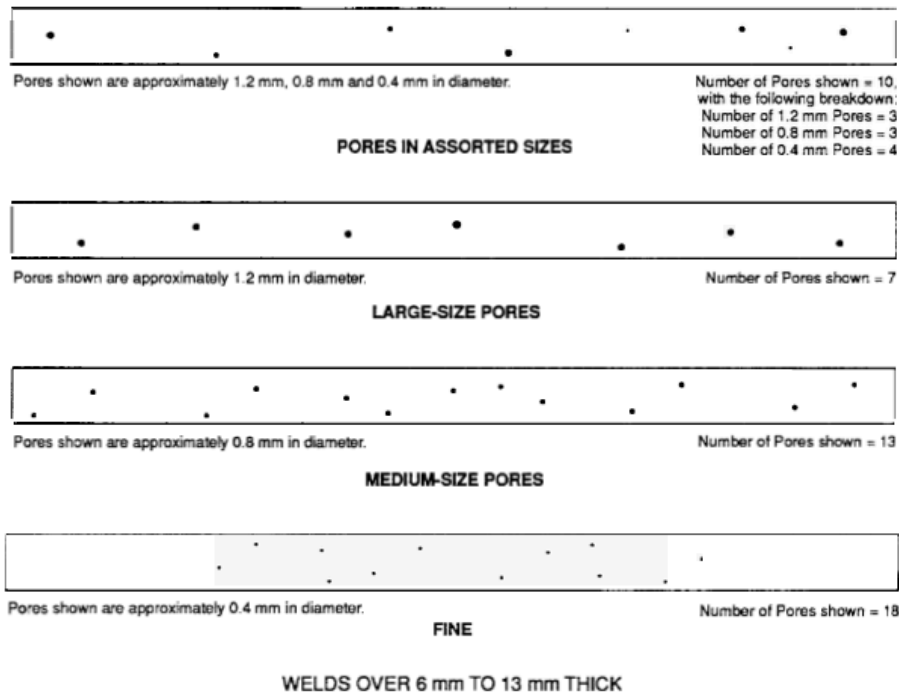 Pores shown are approximately 1.2 mm, 0.8 mm and 0.4 mm in diameter.
Number of Pores shown = 10,
with the following breakdown:
Number of 1.2 mm Pores = 3
Number of 0.8 mm Pores = 3
Number of 0.4 mm Pores = 4
PORES IN ASSORTED SIZES
Pores shown are approximately 1.2 mm in diameter.
Number of Pores shown = 7
LARGE-SIZE PORES
Pores shown are approximately 0.8 mm in diameter.
Number of Pores shown = 13
MEDIUM-SIZE PORES
Pores shown are approximately 0.4 mm in diameter.
Number of Pores shown = 18
FINE
WELDS OVER 6 mm TO 13 mm THICK